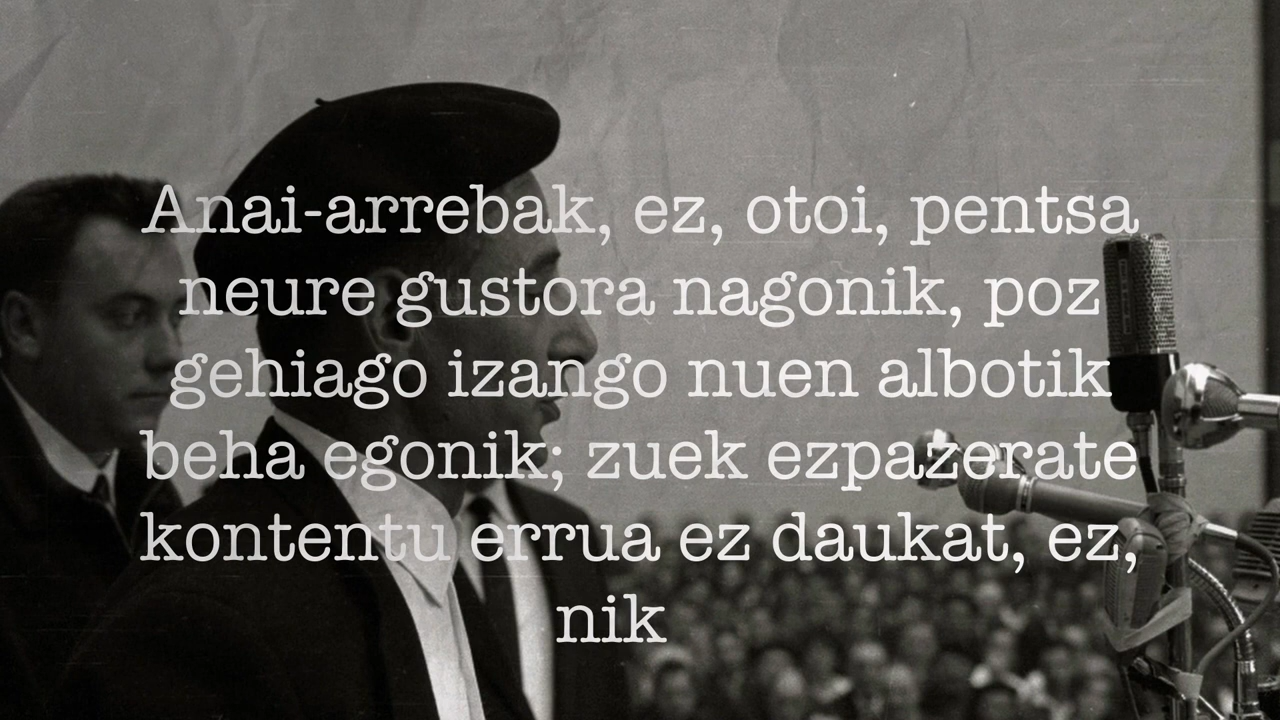 Anai-arrebak, ez, otoi, pentsa
neure gustora nagonik, poz
gehiago izango nuen albotik
beha egonik; zuek ezpazerate
kontentu errua ez daukat, ez,
nik